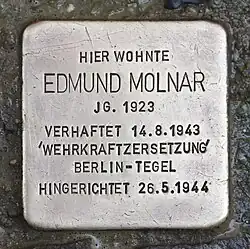 HIER WOHNTE
EDMUND MOLNAR
JG. 1923
VERHAFTET 14.8.1943
'WEHRKRAFTZERSETZUNG'
BERLIN-TEGEL
HINGERICHTET 26.5.1944